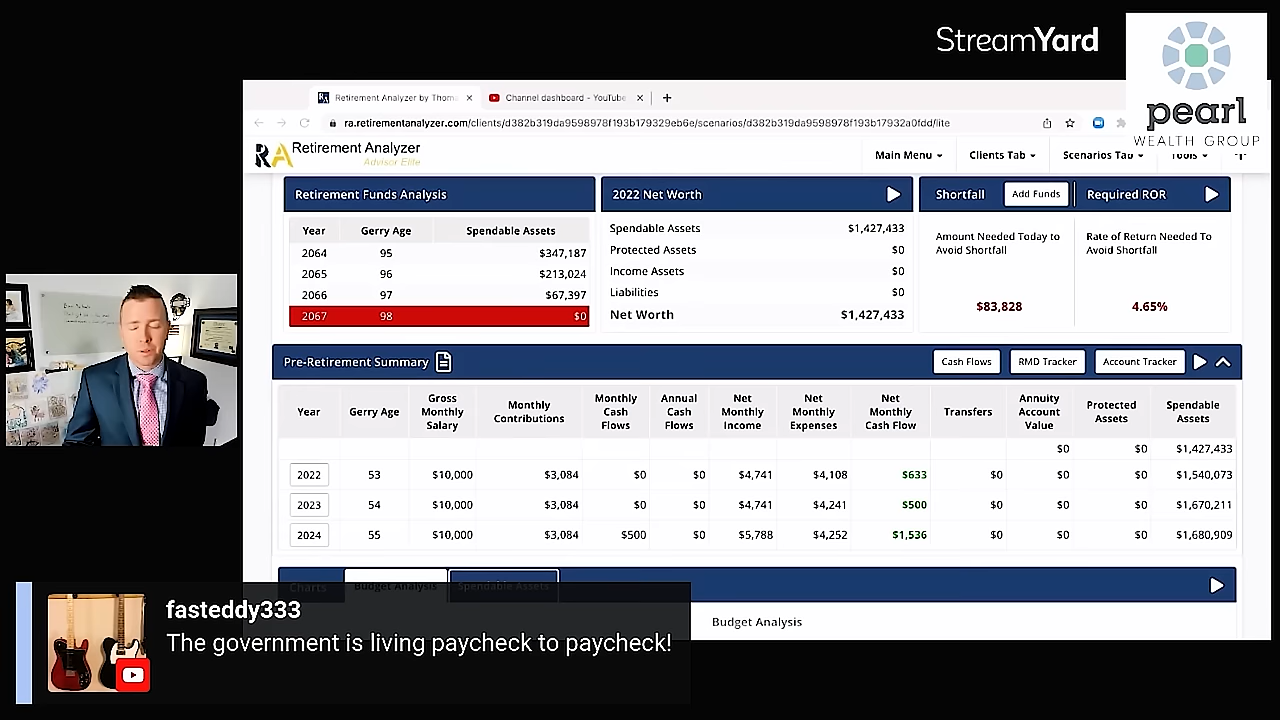 StreamYard
pearl
WEALTH GROUP
Retirement Analyzer by Thom
Channel dashboard - YouTube
ra.retirementanalyzer.com/clients/d382b319da9598978f193b179329eb6e/scenarios/d382b319da9598978f193b17932a0fdd/lite
RA Retirement Analyzer
Advisor Elite
Main Menu Clients Tab Scenarios Tab Tools
Retirement Funds Analysis
Year Gerry Age Spendable Assets
2064 95 $347,187
2065 96 $213,024
2066 97 $67,397
2067 98 $0
2022 Net Worth
Spendable Assets $1,427,433
Protected Assets $0
Income Assets $0
Liabilities $0
Net Worth $1,427,433
Shortfall Add Funds Required ROR
Amount Needed Today to
Avoid Shortfall
$83,828
Rate of Return Needed To
Avoid Shortfall
4.65%
Pre-Retirement Summary Cash Flows RMD Tracker Account Tracker
Year Gerry Age Gross Monthly Salary Monthly Contributions Monthly Cash Flows Annual Cash Flows Net Monthly Income Net Monthly Expenses Net Monthly Cash Flow Transfers Annuity Account Value Protected Assets Spendable Assets
$0 $0 $1,427,433
2022 53 $10,000 $3,084 $0 $0 $4,741 $4,108 $633 $0 $0 $0 $1,540,073
2023 54 $10,000 $3,084 $0 $0 $4,741 $4,241 $500 $0 $0 $0 $1,670,211
2024 55 $10,000 $3,084 $500 $0 $5,788 $4,252 $1,536 $0 $0 $0 $1,680,909
Charts Budget Analysis Spendable Assets
Budget Analysis
fasteddy333
The government is living paycheck to paycheck!